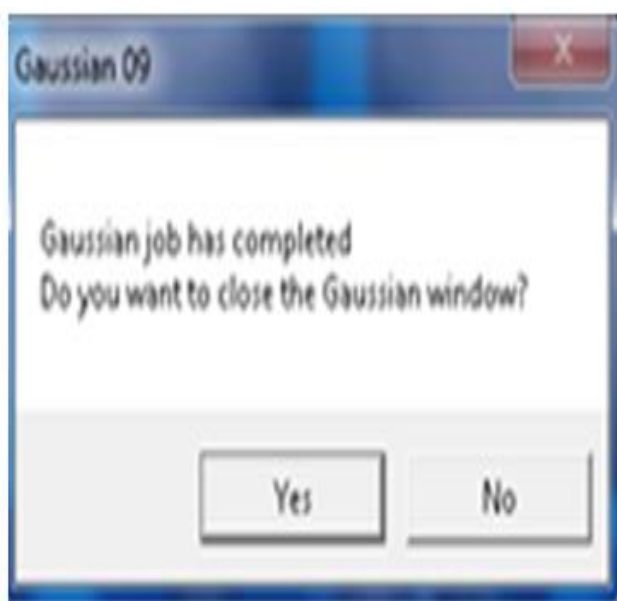 Gaussian 09
X
Gaussian job has completed
Do you want to close the Gaussian window?
Yes
No